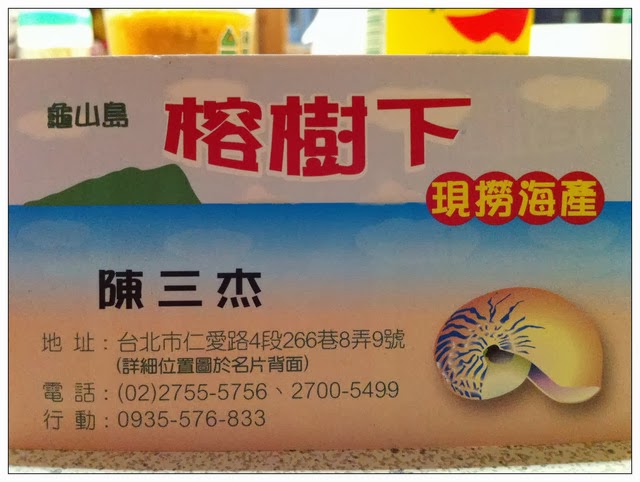 龜山島
榕樹下
現撈海產
陳三杰
地 址：台北市仁愛路4段266巷8弄9號
(詳細位置圖於名片背面)
電 話：(02)2755-5756、2700-5499
行 動：0935-576-833